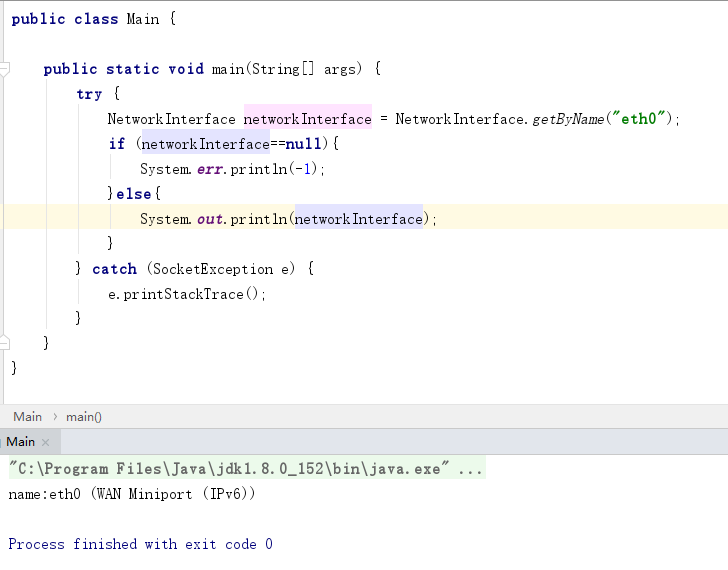 public class Main {
public static void main(String[] args) {
try {
NetworkInterface networkInterface = NetworkInterface.getByName("eth0");
if (networkInterface==null){
System.err.println(-1);
}else{
System.out.println(networkInterface);
}
} catch (SocketException e) {
e.printStackTrace();
}
}
}
Main › main()
Main ×
"C:\Program Files\Java\jdk1.8.0_152\bin\java.exe" ...
name:eth0 (WAN Miniport (IPv6))
Process finished with exit code 0